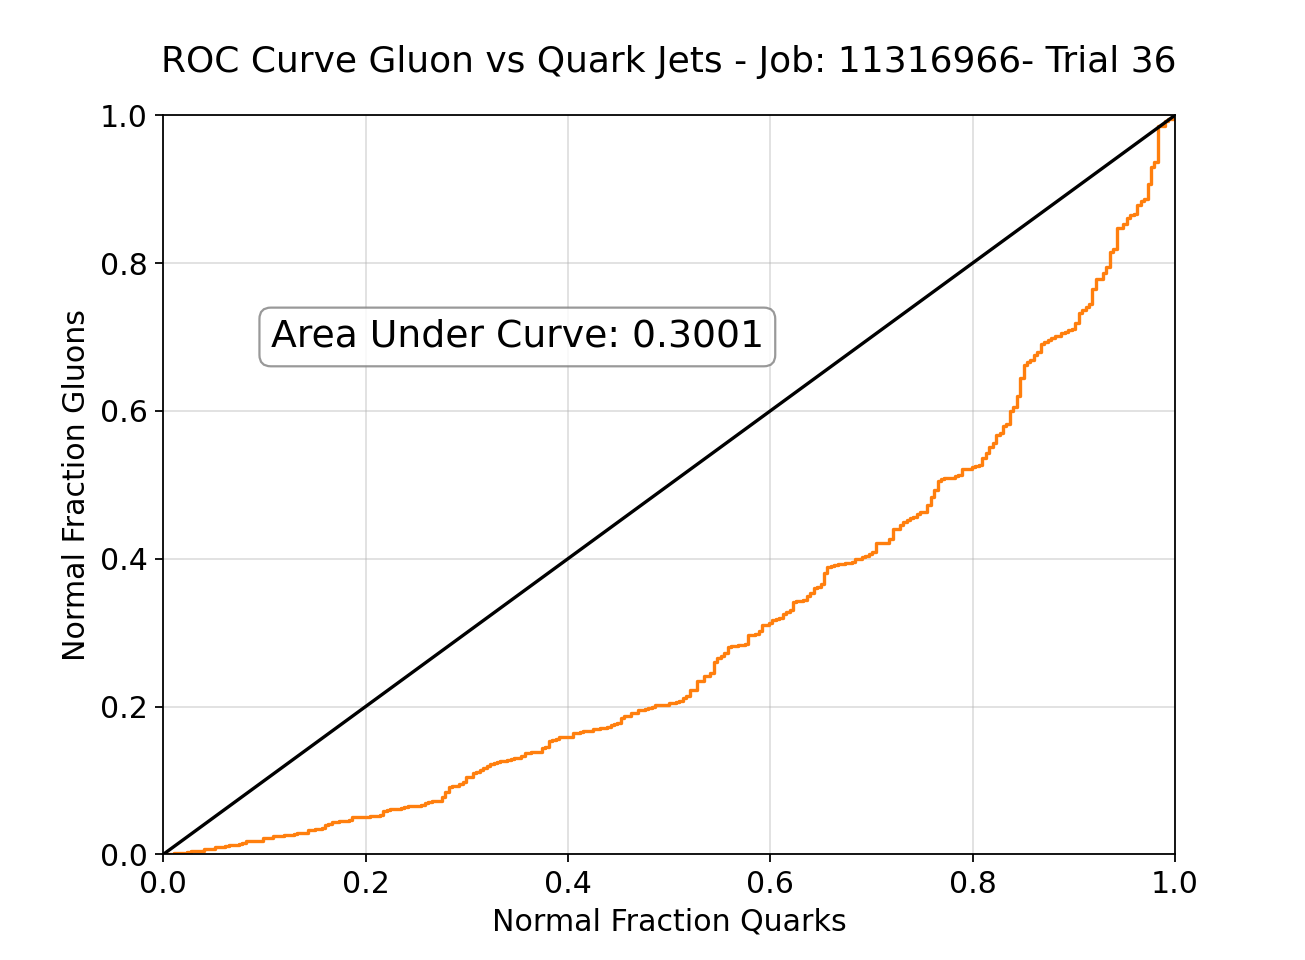 ROC Curve Gluon vs Quark Jets - Job: 11316966- Trial 36
1.0
0.8
0.6
0.4
0.2
0.0
Normal Fraction Gluons
Area Under Curve: 0.3001
0.0 0.2 0.4 0.6 0.8 1.0
Normal Fraction Quarks